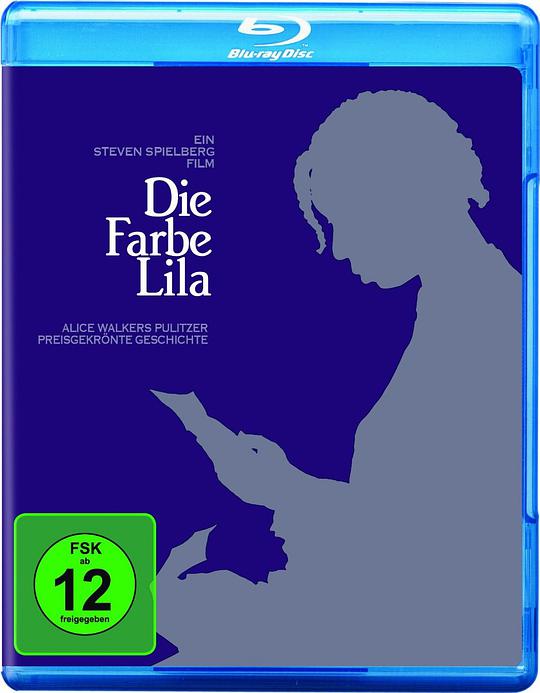 Blu-ray Disc
EIN
STEVEN SPIELBERG
FILM
Die
Farbe
Lila
ALICE WALKERS PULITZER
PREISGEKRÖNTE GESCHICHTE
FSK
ab
12
freigegeben